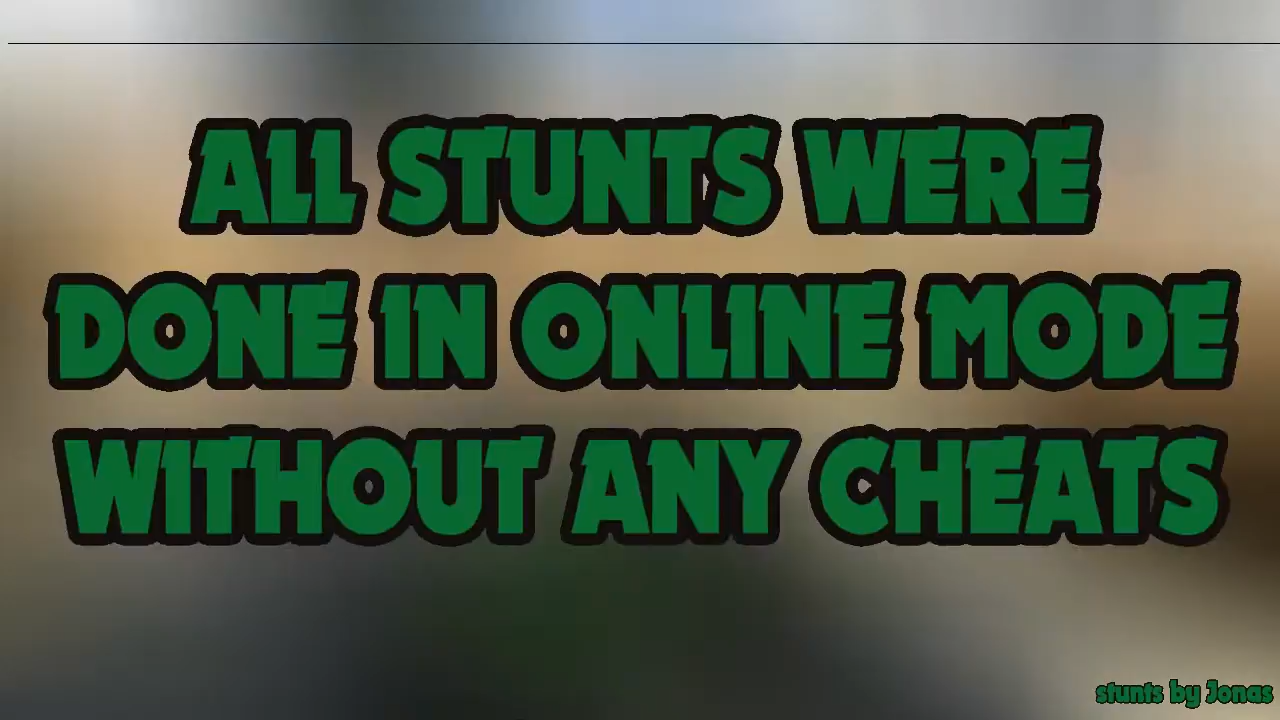 ALL STUNTS WERE
DONE IN ONLINE MODE
WITHOUT ANY CHEATS
stunts by Jonas